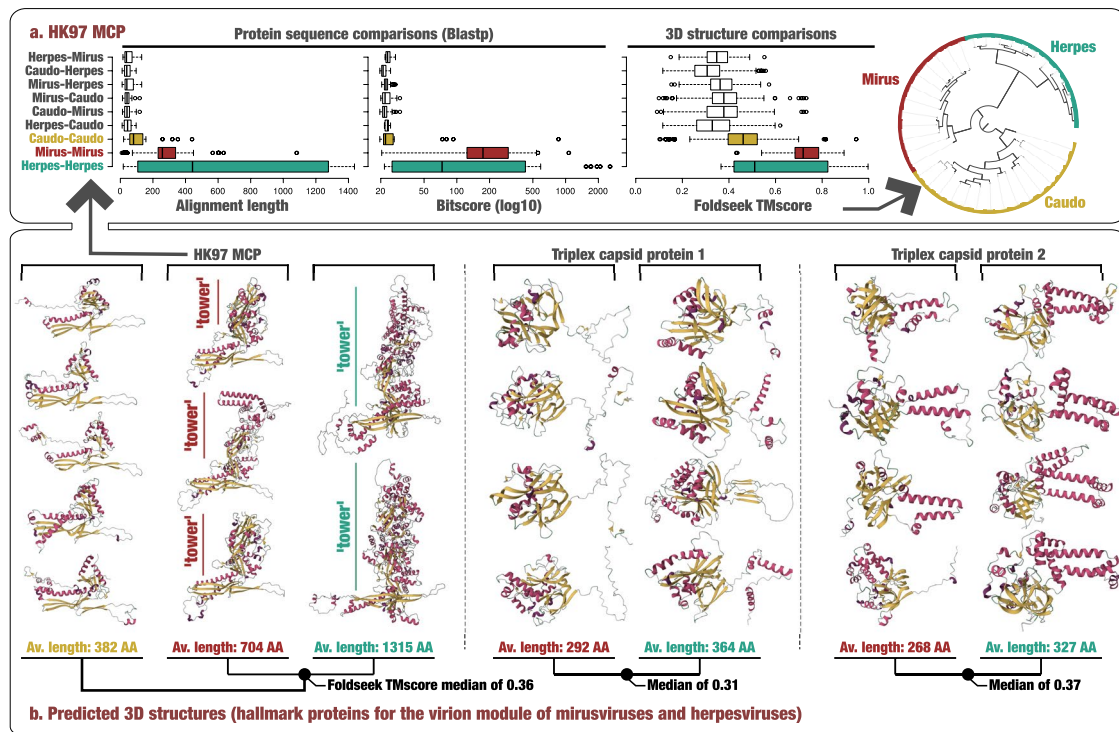 a. HK97 MCP
Protein sequence comparisons (Blastp)
3D structure comparisons
Herpes-Mirus
Caudo-Herpes
Mirus-Herpes
Mirus-Caudo
Caudo-Mirus
Herpes-Caudo
Caudo-Caudo
Mirus-Mirus
Herpes-Herpes
0 200 400 600 800 1000 1200 1400
Alignment length
20 50 100 200 500 1000 2000
Bitscore (log10)
0.0 0.2 0.4 0.6 0.8 1.0
Foldseek TMscore
Mirus
Herpes
Caudo
HK97 MCP
Triplex capsid protein 1
Triplex capsid protein 2
'tower'
'tower'
'tower'
'tower'
'tower'
Av. length: 382 AA
Av. length: 704 AA
Av. length: 1315 AA
Av. length: 292 AA
Av. length: 364 AA
Av. length: 268 AA
Av. length: 327 AA
Foldseek TMscore median of 0.36
Median of 0.31
Median of 0.37
b. Predicted 3D structures (hallmark proteins for the virion module of mirusviruses and herpesviruses)